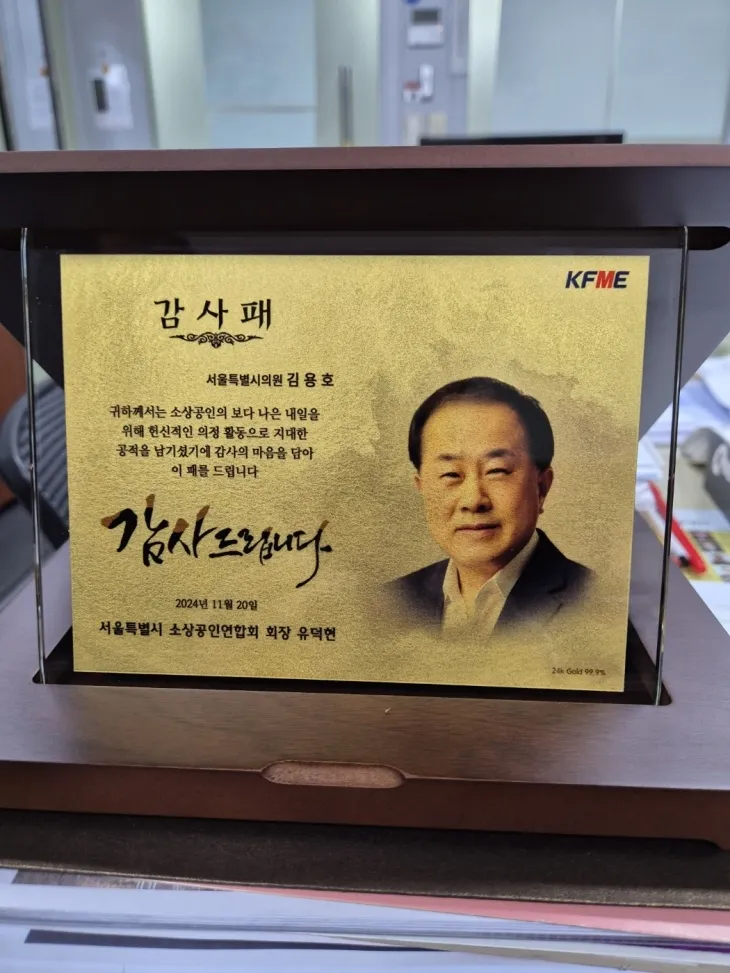 KFME
감사패
서울특별시의원 김용호
귀하께서는 소상공인의 보다 나은 내일을
위해 헌신적인 의정 활동으로 지대한
공적을 남기셨기에 감사의 마음을 담아
이 패를 드립니다
감사드립니다.
2024년 11월 20일
서울특별시 소상공인연합회 회장 유덕현
24k Gold 99.9%